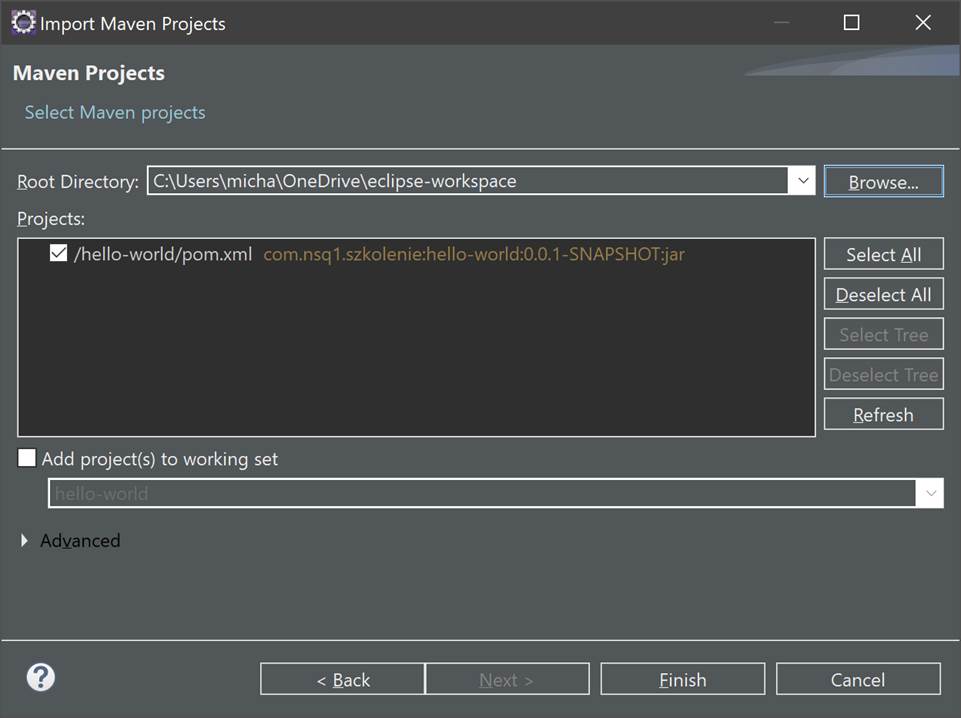 Import Maven Projects
Maven Projects
Select Maven projects
Root Directory: C:\Users\micha\OneDrive\eclipse-workspace Browse...
Projects:
/hello-world/pom.xml com.nsq1.szkolenie:hello-world:0.0.1-SNAPSHOT:jar
Select All
Deselect All
Select Tree
Deselect Tree
Refresh
Add project(s) to working set
hello-world
Advanced
? < Back Next > Finish Cancel